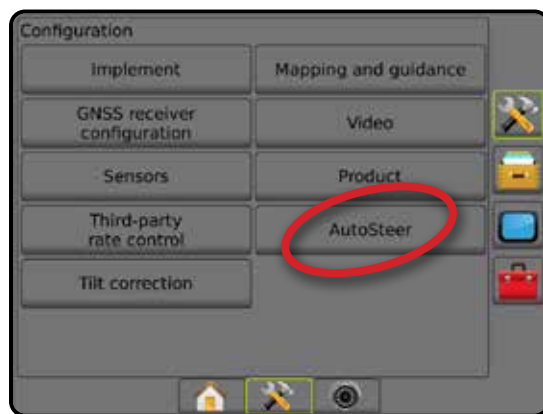 Configuration
Implement
Mapping and guidance
GNSS receiver
configuration
Video
Sensors
Product
Third-party
rate control
AutoSteer
Tilt correction